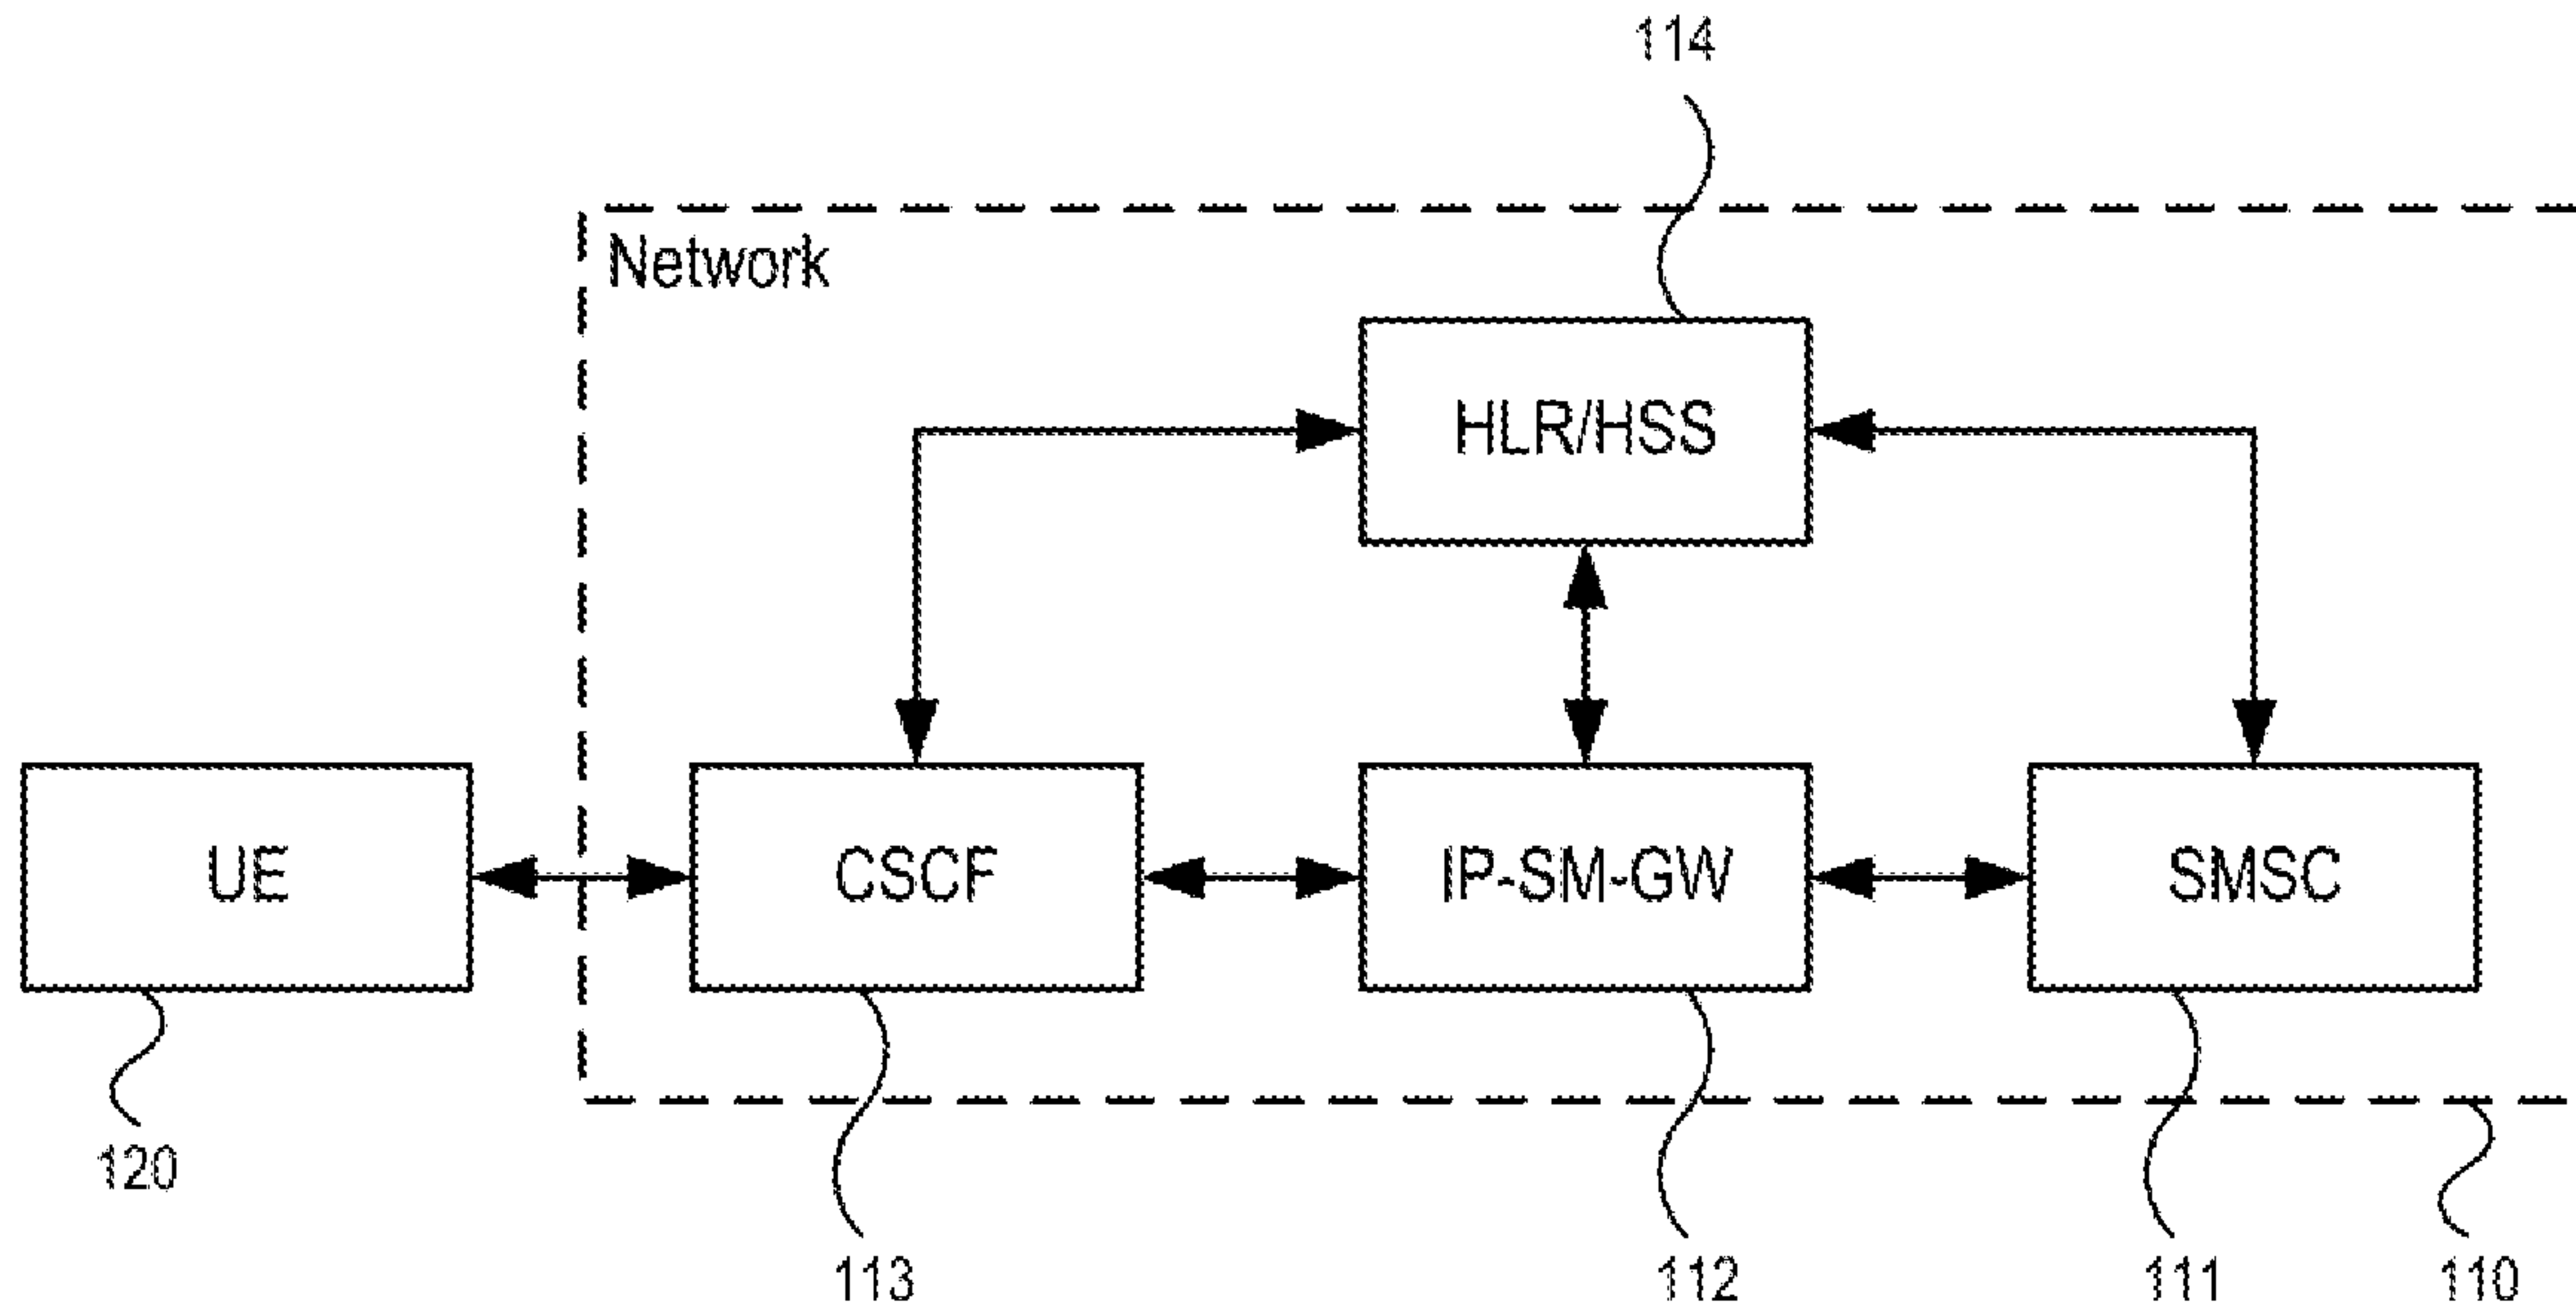 114
Network
HLR/HSS
UE
CSCF
IP-SM-GW
SMSC
120
113
112
111
110